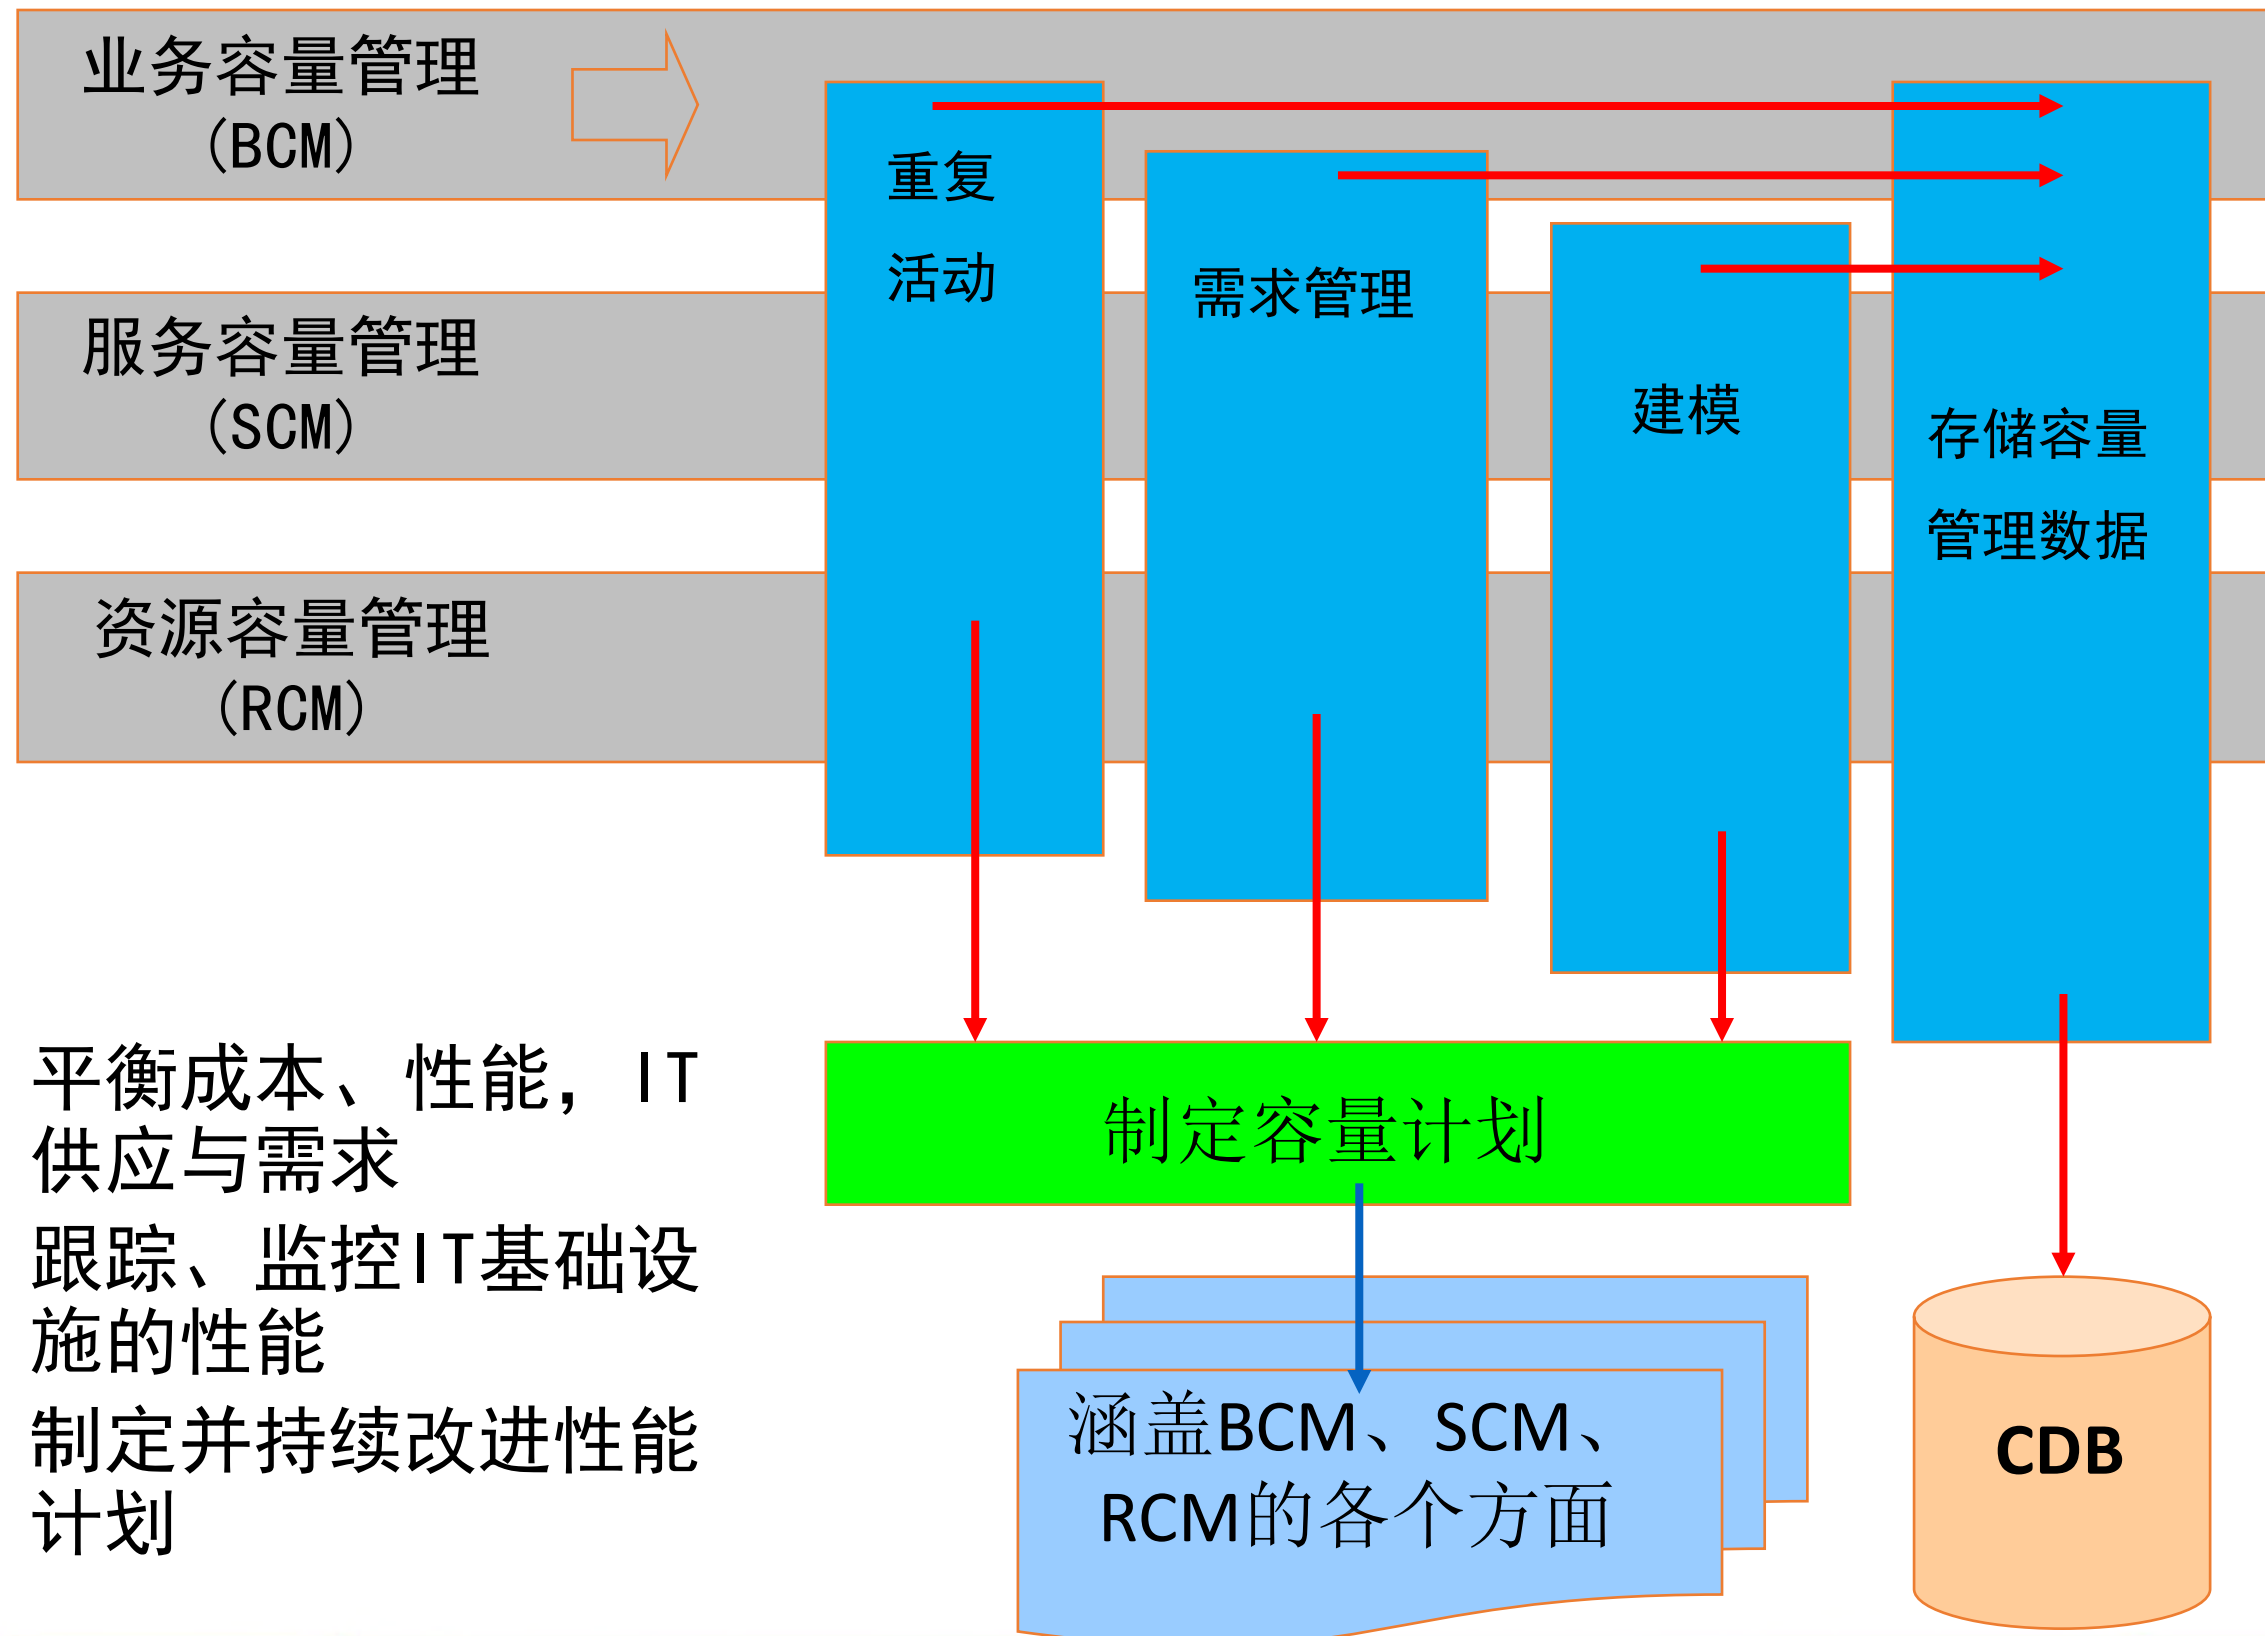 业务容量管理
(BCM)
服务容量管理
(SCM)
资源容量管理
(RCM)
重复
活动
需求管理
建模
存储容量
管理数据
平衡成本、性能，IT
供应与需求
跟踪、监控IT基础设
施的性能
制定并持续改进性能
计划
制定容量计划
涵盖BCM、 SCM、
RCM的各个方面
CDB